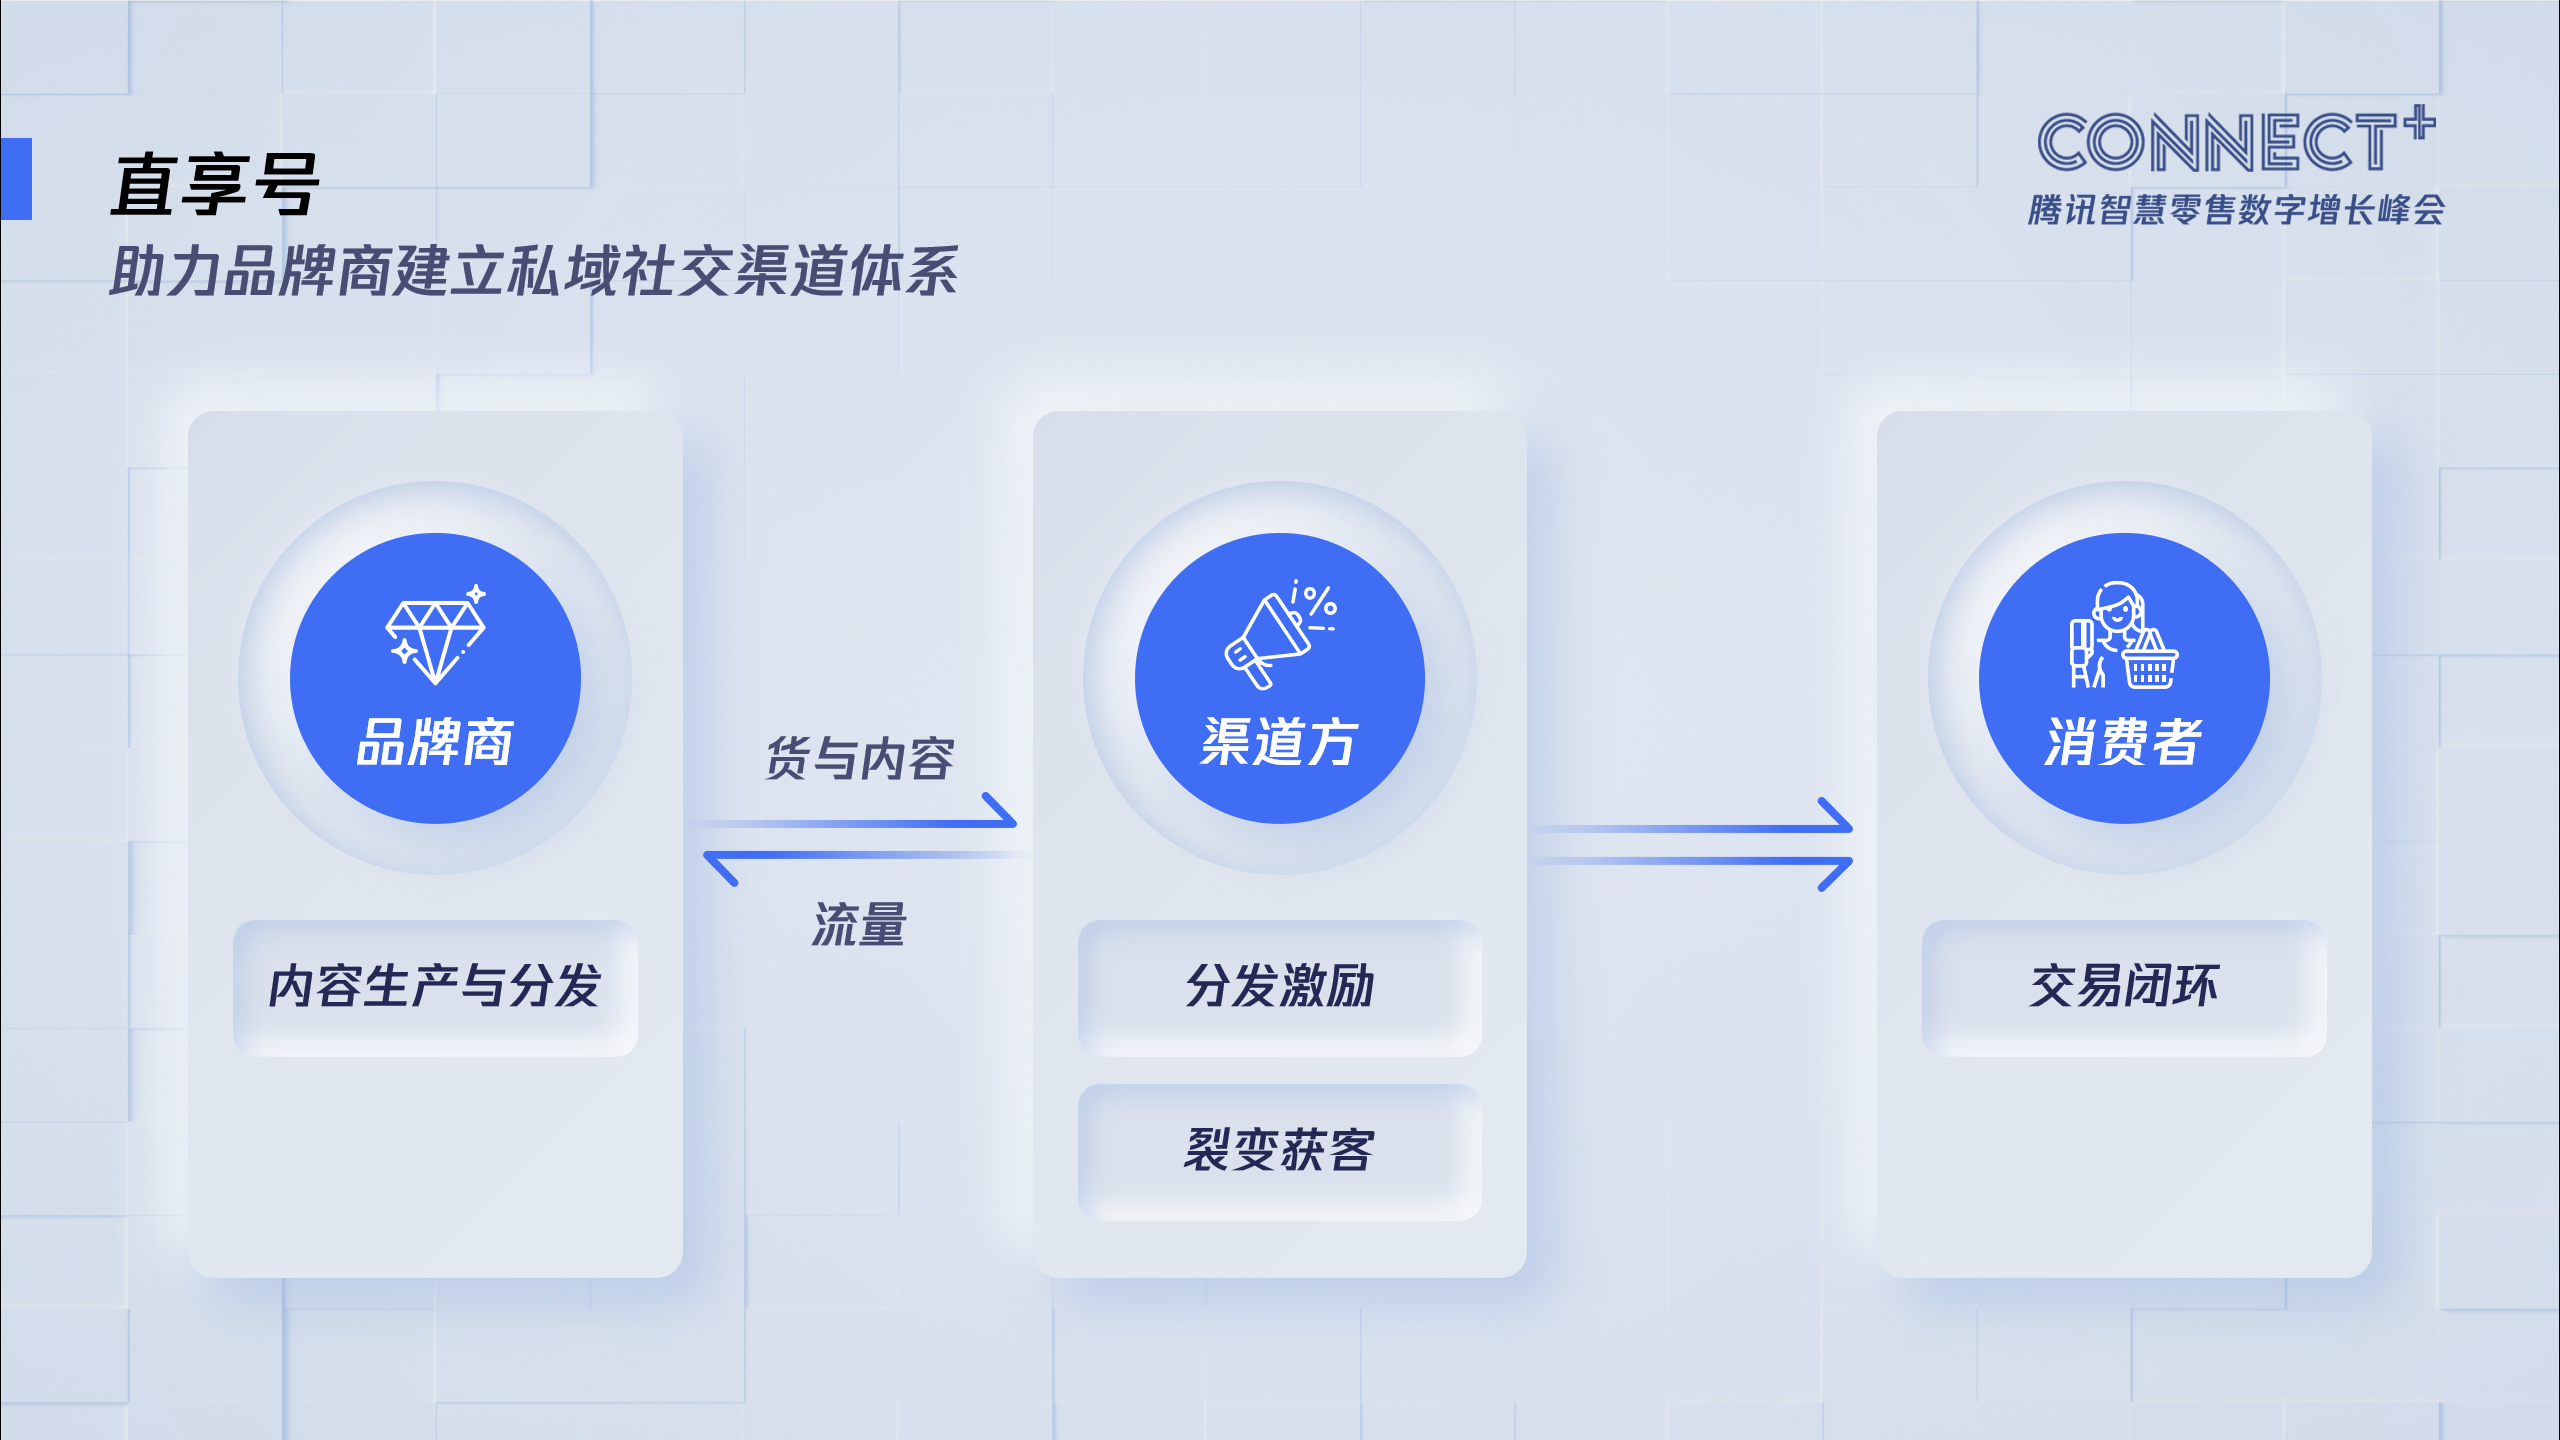 直享号
助力品牌商建立私域社交渠道体系
CONNECT+
腾讯智慧零售数字增长峰会
品牌商
内容生产与分发
货与内容
流量
渠道方
分发激励
裂变获客
消费者
交易闭环